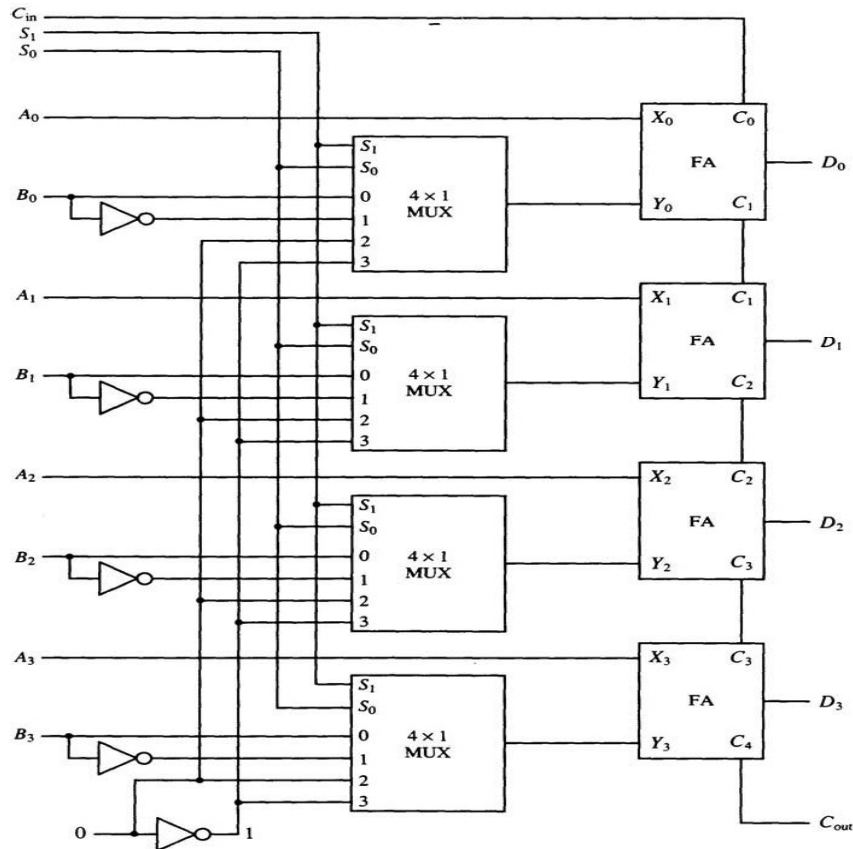 C_in
S_1
S_0
A_0 X_0 C_0
S_1
S_0 FA D_0
B_0 0 4 × 1
1 MUX Y_0 C_1
2
3
A_1 X_1 C_1
S_1
S_0 FA D_1
B_1 0 4 × 1
1 MUX Y_1 C_2
2
3
A_2 X_2 C_2
S_1
S_0 FA D_2
B_2 0 4 × 1
1 MUX Y_2 C_3
2
3
A_3 X_3 C_3
S_1
S_0 FA D_3
B_3 0 4 × 1
1 MUX Y_3 C_4
2
3
0 1 C_out